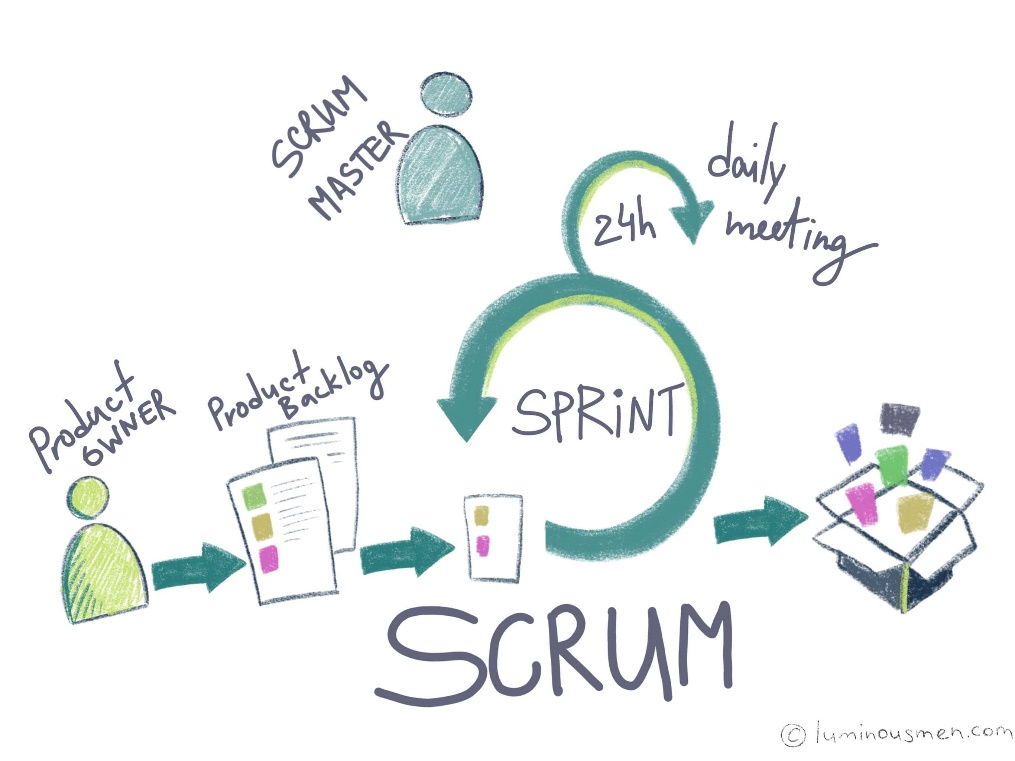 SCRUM
MASTER
daily
meeting
24h
Product
OWNER
Product
Backlog
SPRiNT
SCRUM
© luminousmen.com